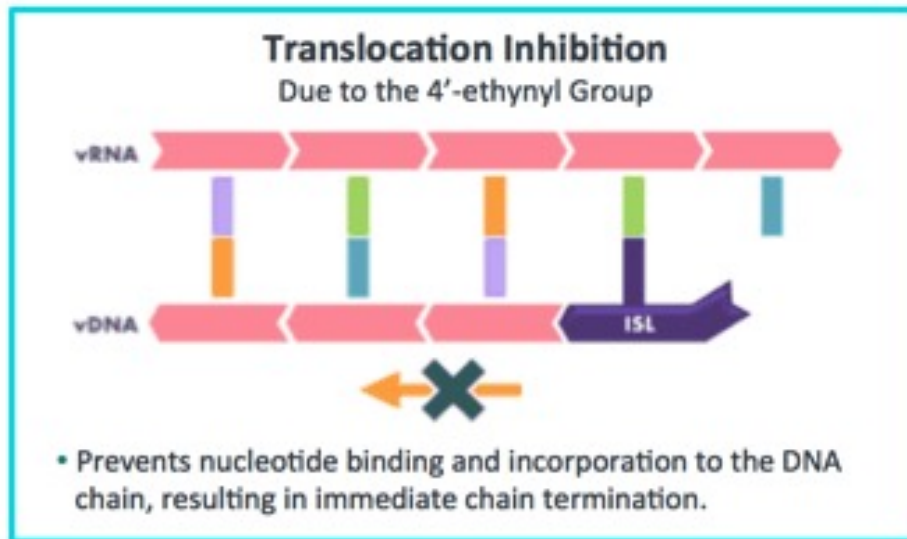 Translocation Inhibition
Due to the 4′-ethynyl Group
vRNA
vDNA
ISL
• Prevents nucleotide binding and incorporation to the DNA
chain, resulting in immediate chain termination.